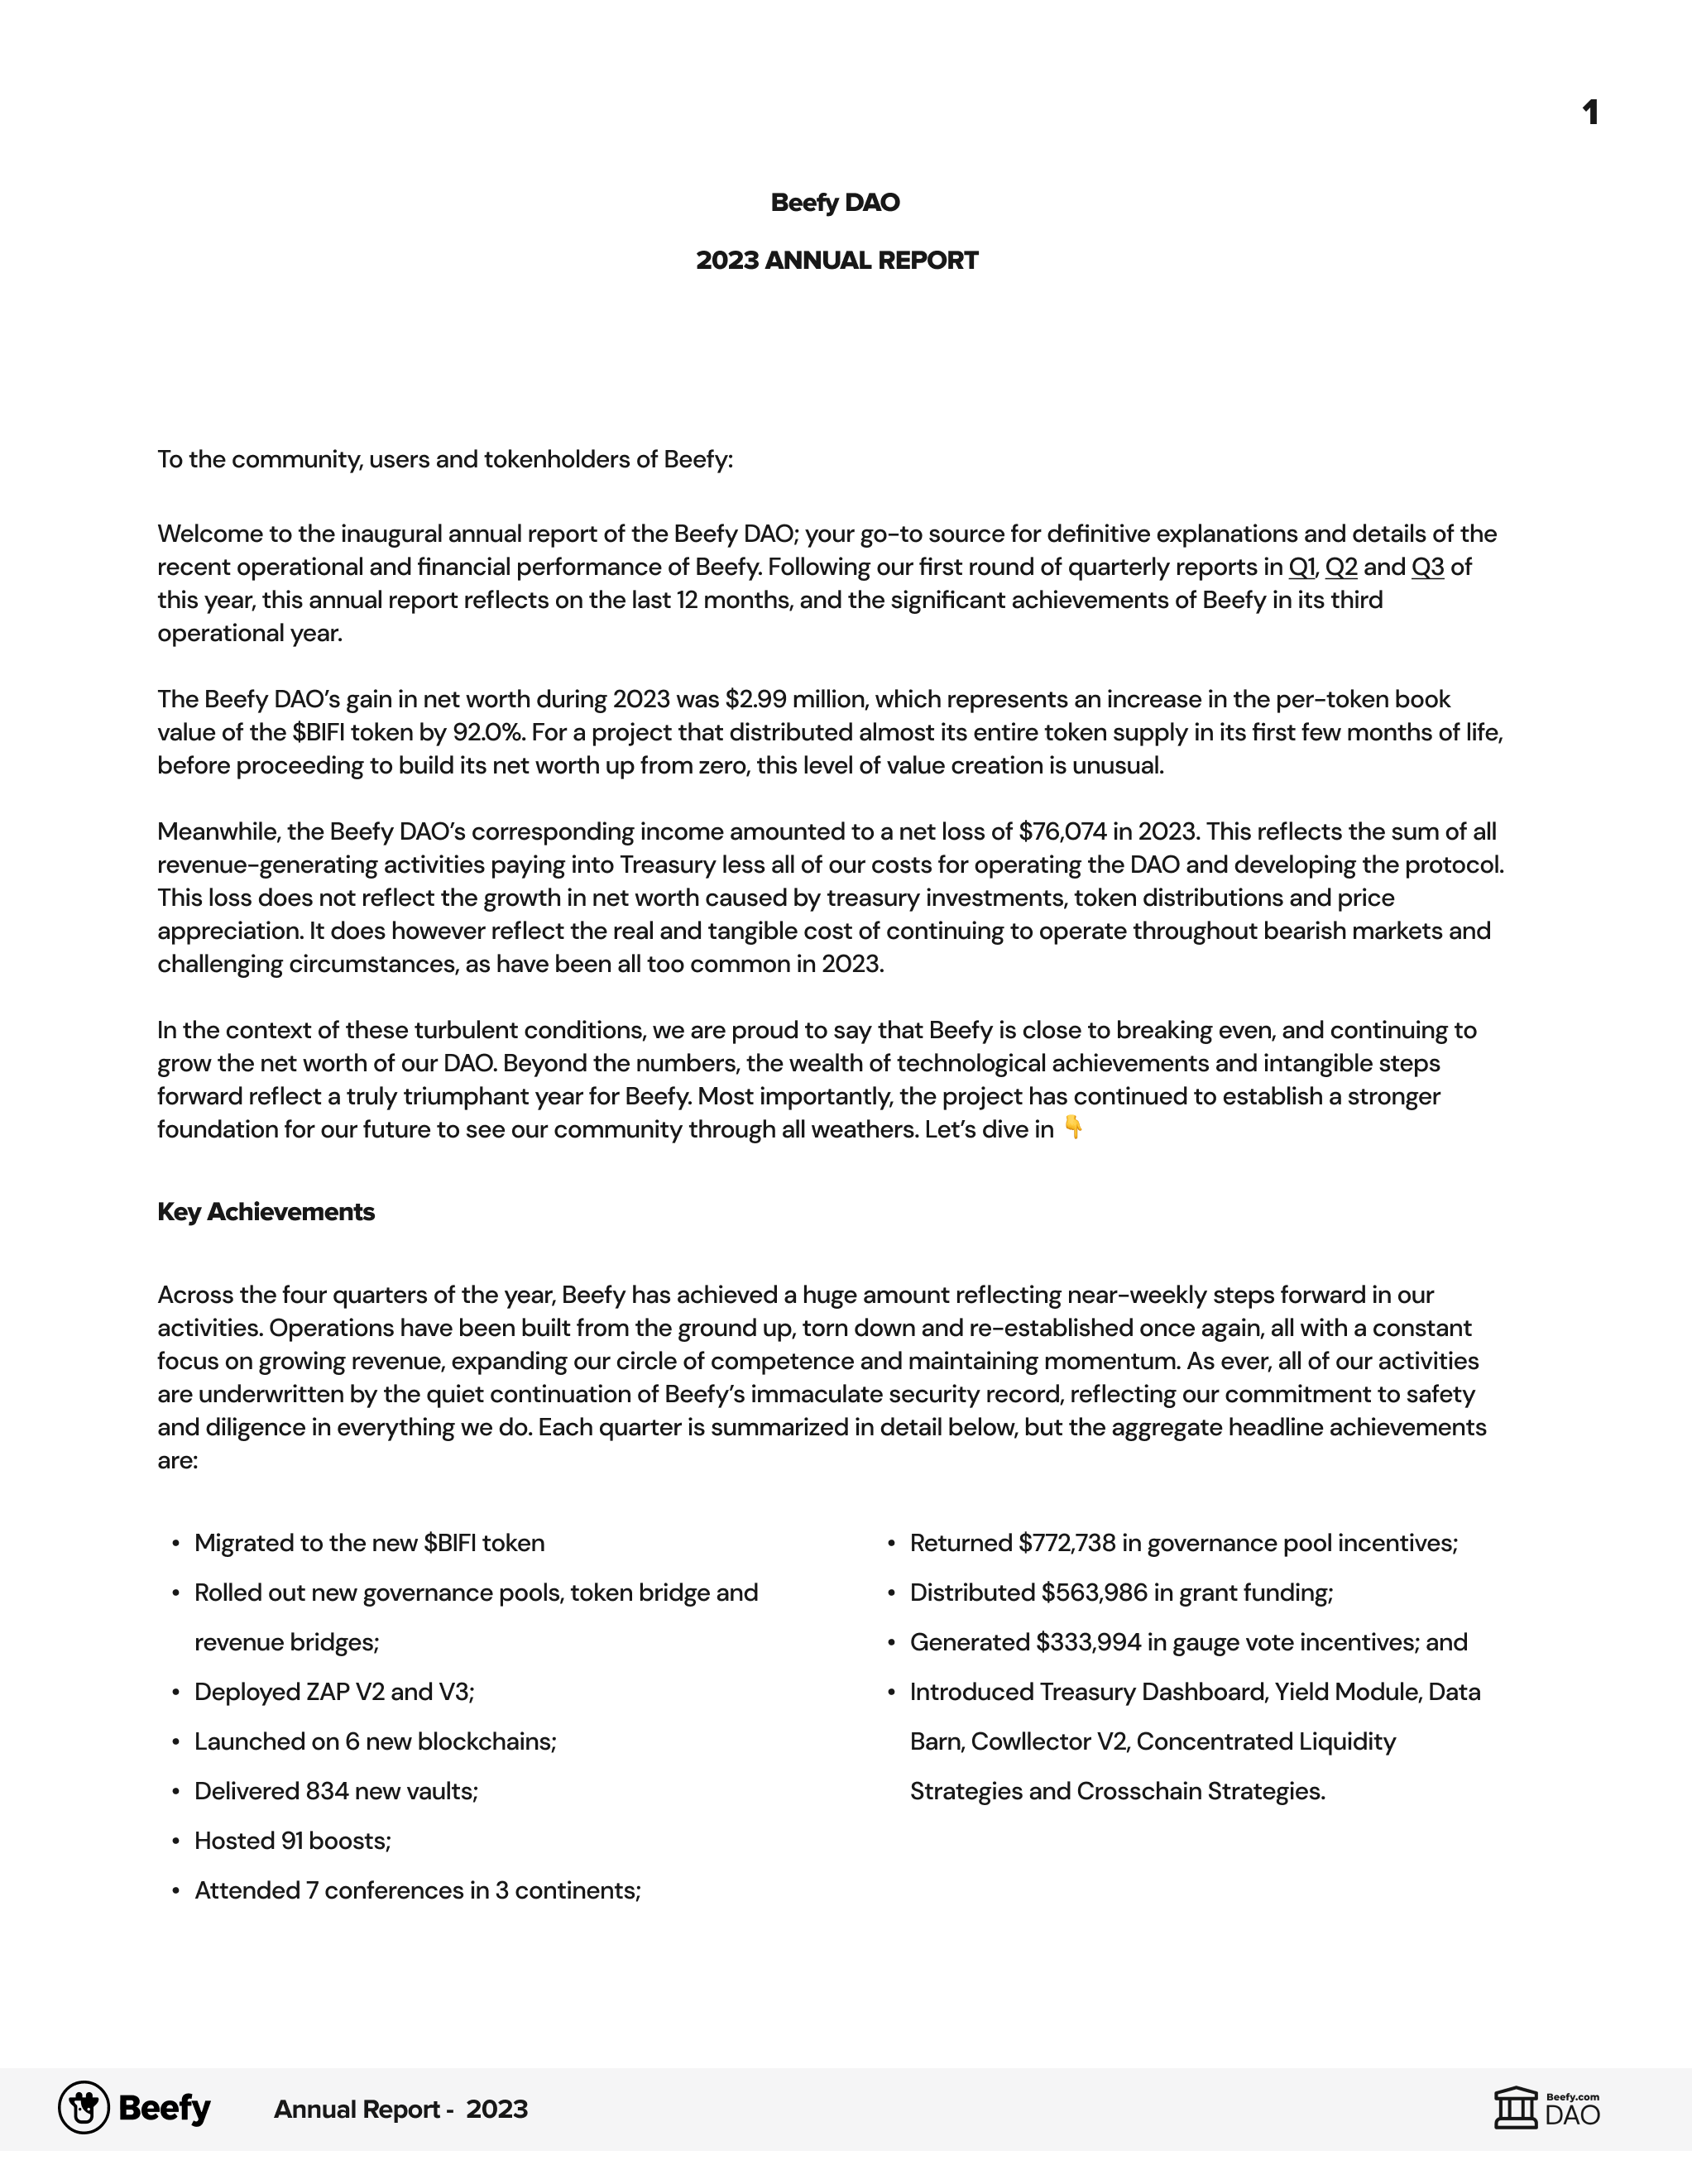 1
Beefy DAO
2023 ANNUAL REPORT
To the community, users and tokenholders of Beefy:
Welcome to the inaugural annual report of the Beefy DAO; your go-to source for definitive explanations and details of the
recent operational and financial performance of Beefy. Following our first round of quarterly reports in Q1, Q2 and Q3 of
this year, this annual report reflects on the last 12 months, and the significant achievements of Beefy in its third
operational year.
The Beefy DAO’s gain in net worth during 2023 was $2.99 million, which represents an increase in the per-token book
value of the $BIFI token by 92.0%. For a project that distributed almost its entire token supply in its first few months of life,
before proceeding to build its net worth up from zero, this level of value creation is unusual.
Meanwhile, the Beefy DAO’s corresponding income amounted to a net loss of $76,074 in 2023. This reflects the sum of all
revenue-generating activities paying into Treasury less all of our costs for operating the DAO and developing the protocol.
This loss does not reflect the growth in net worth caused by treasury investments, token distributions and price
appreciation. It does however reflect the real and tangible cost of continuing to operate throughout bearish markets and
challenging circumstances, as have been all too common in 2023.
In the context of these turbulent conditions, we are proud to say that Beefy is close to breaking even, and continuing to
grow the net worth of our DAO. Beyond the numbers, the wealth of technological achievements and intangible steps
forward reflect a truly triumphant year for Beefy. Most importantly, the project has continued to establish a stronger
foundation for our future to see our community through all weathers. Let’s dive in 👇
Key Achievements
Across the four quarters of the year, Beefy has achieved a huge amount reflecting near-weekly steps forward in our
activities. Operations have been built from the ground up, torn down and re-established once again, all with a constant
focus on growing revenue, expanding our circle of competence and maintaining momentum. As ever, all of our activities
are underwritten by the quiet continuation of Beefy’s immaculate security record, reflecting our commitment to safety
and diligence in everything we do. Each quarter is summarized in detail below, but the aggregate headline achievements
are:
• Migrated to the new $BIFI token
• Rolled out new governance pools, token bridge and
revenue bridges;
• Deployed ZAP V2 and V3;
• Launched on 6 new blockchains;
• Delivered 834 new vaults;
• Hosted 91 boosts;
• Attended 7 conferences in 3 continents;
• Returned $772,738 in governance pool incentives;
• Distributed $563,986 in grant funding;
• Generated $333,994 in gauge vote incentives; and
• Introduced Treasury Dashboard, Yield Module, Data
Barn, Cowllector V2, Concentrated Liquidity
Strategies and Crosschain Strategies.
Beefy
Annual Report - 2023
Beefy.com
DAO